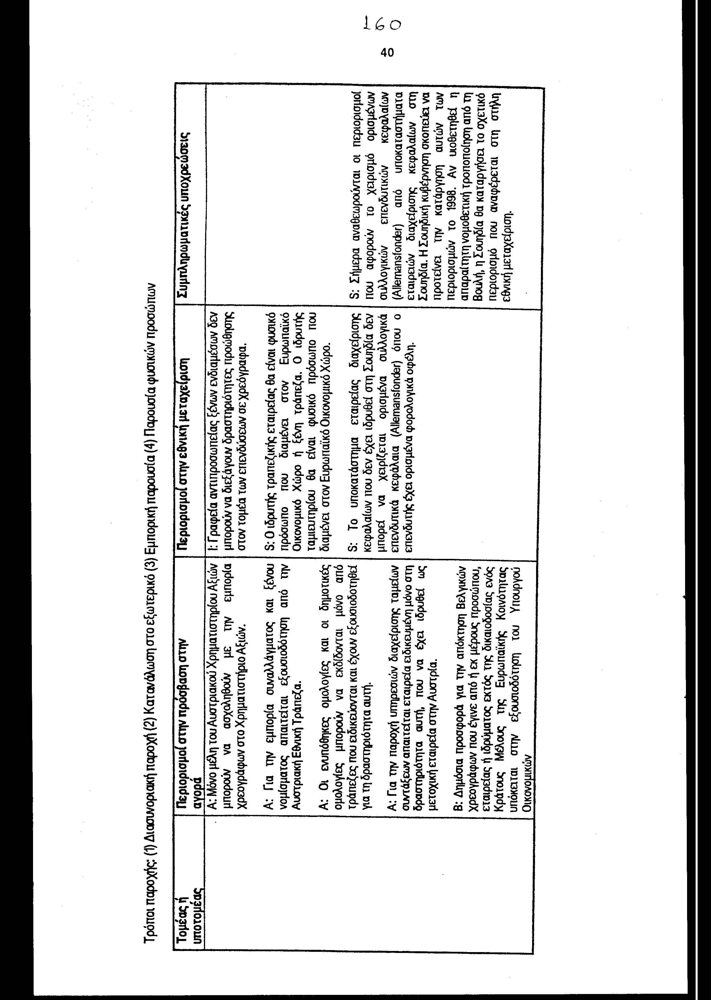 160
40
Τρόποι παροχής: (1) Διασυνοριακή παροχή (2) Κατανάλωση στο εξωτερικό (3) Εμπορική παρουσία (4) Παρουσία φυσικών προσώπων
Τομέας ή
υποτομέας
Περιορισμοί στην πρόσβαση στην
αγορά
Περιορισμοί στην εθνική μεταχείριση
Συμπληρωματικές υποχρεώσεις
Α: Μόνο μέλη του Αυστριακού Χρηματιστηρίου Αξιών
μπορούν να ασχοληθούν με την εμπορία
χρεογράφων στο Χρηματιστήριο Αξιών.
Α: Για την εμπορία συναλλάγματος και ξένου
νομίσματος απαιτείται εξουσιοδότηση από την
Αυστριακή Εθνική Τράπεζα.
Α: Οι ενυπόθηκες ομολογίες και οι δημοτικές
ομολογίες μπορούν να εκδίδονται μόνο από
τράπεζες που ειδικεύονται και έχουν εξουσιοδοτηθεί
για τη δραστηριότητα αυτή.
Α: Για την παροχή υπηρεσιών διαχείρισης ταμείων
συντάξεων απαιτείται εταιρεία ειδικευμένη μόνο στη
δραστηριότητα αυτή, που να έχει ιδρυθεί ως
μετοχική εταιρεία στην Αυστρία.
Β: Δημόσια προσφορά για την απόκτηση Βελγικών
χρεογράφων που έγινε από ή εκ μέρους προσώπου,
εταιρείας ή ιδρύματος εκτός της δικαιοδοσίας ενός
Κράτους Μέλους της Ευρωπαϊκής Κοινότητας
υπόκειται στην εξουσιοδότηση του Υπουργού
Οικονομικών
I: Γραφεία αντιπροσωπείας ξένων ενδιαμέσων δεν
μπορούν να διεξάγουν δραστηριότητες προώθησης
στον τομέα των επενδύσεων σε χρεόγραφα.
S: Ο ιδρυτής τραπεζικής εταιρείας θα είναι φυσικό
πρόσωπο που διαμένει στον Ευρωπαϊκό
Οικονομικό Χώρο ή ξένη τράπεζα. Ο ιδρυτής
ταμιευτηρίου θα είναι φυσικό πρόσωπο που
διαμένει στον Ευρωπαϊκό Οικονομικό Χώρο.
S: Το υποκατάστημα εταιρείας διαχείρισης
κεφαλαίων που δεν έχει ιδρυθεί στη Σουηδία δεν
μπορεί να χειρίζεται ορισμένα συλλογικά
επενδυτικά κεφάλαια (Allemansfonder) όπου ο
επενδυτής έχει ορισμένα φορολογικά οφέλη.
S: Σήμερα αναθεωρούνται οι περιορισμοί
που αφορούν το χειρισμό ορισμένων
συλλογικών επενδυτικών κεφαλαίων
(Allemansfonder) από υποκαταστήματα
εταιρειών διαχείρισης κεφαλαίων στη
Σουηδία. Η Σουηδική κυβέρνηση σκοπεύει να
προτείνει την κατάργηση αυτών των
περιορισμών το 1998. Αν υιοθετηθεί η
απαραίτητη νομοθετική τροποποίηση από τη
Βουλή, η Σουηδία θα καταργήσει το σχετικό
περιορισμό που αναφέρεται στη στήλη
εθνική μεταχείριση.